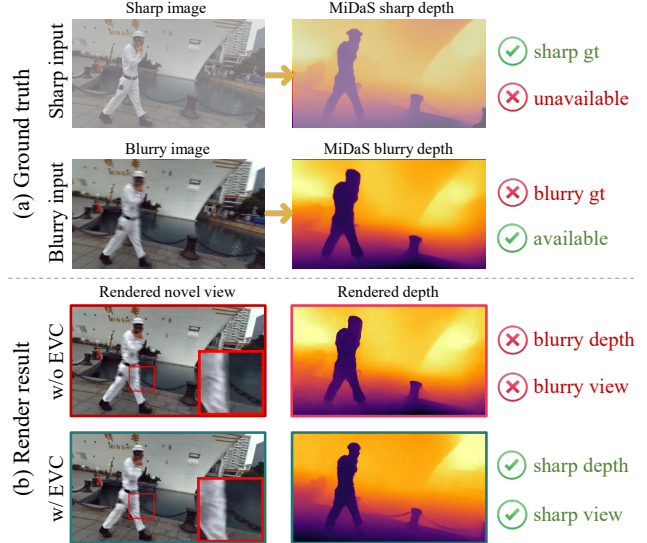 Sharp image
MiDaS sharp depth
(a) Ground truth
Sharp input
sharp gt
unavailable
Blurry image
MiDaS blurry depth
Blurry input
blurry gt
available
Rendered novel view
Rendered depth
(b) Render result
w/o EVC
blurry depth
blurry view
w/ EVC
sharp depth
sharp view